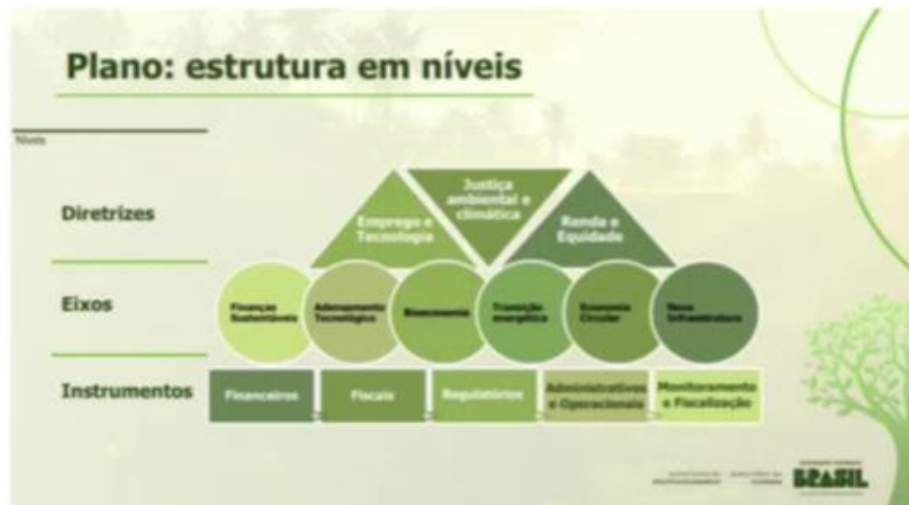 Plano: estrutura em níveis
Níveis
Diretrizes
Emprego e
Tecnologia
Justiça
ambiental e
climática
Renda e
Equidade
Eixos
Finanças
Sustentáveis
Adensamento
Tecnológico
Bioeconomia
Transição
energética
Economia
Circular
Nova
Infraestrutura
Instrumentos
Financeiros
Fiscais
Regulatórios
Administrativos
e Operacionais
Monitoramento
e Fiscalização
BRASIL